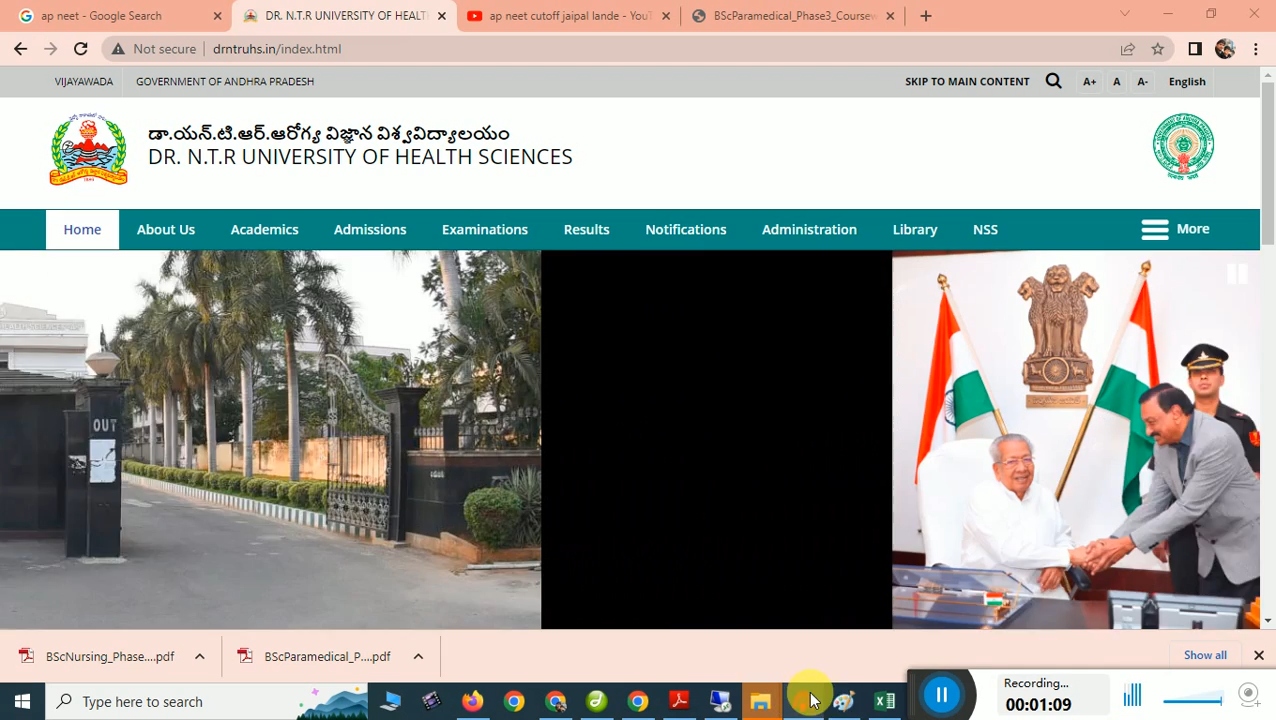 ap neet - Google Search
DR. N.T.R UNIVERSITY OF HEALT
ap neet cutoff jaipal lande - YouT
BScParamedical_Phase3_Coursew
Not secure
drntruhs.in/index.html
VIJAYAWADA
GOVERNMENT OF ANDHRA PRADESH
SKIP TO MAIN CONTENT
A+
A
A-
English
డా.యన్.టి.ఆర్.ఆరోగ్య విజ్ఞాన విశ్వవిద్యాలయం
DR. N.T.R UNIVERSITY OF HEALTH SCIENCES
Home
About Us
Academics
Admissions
Examinations
Results
Notifications
Administration
Library
NSS
More
OUT
BScNursing_Phase....pdf
BScParamedical_P....pdf
Show all
Type here to search
Recording...
00:01:09